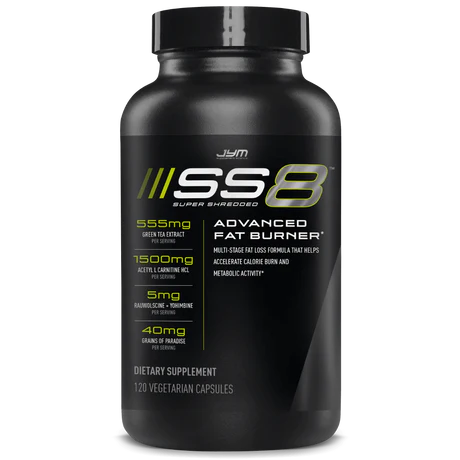 JYM
SS8™
SUPER SHREDDED
555mg
GREEN TEA EXTRACT
PER SERVING
1500mg
ACETYL L CARNITINE HCL
PER SERVING
5mg
RAUWOLSCINE + YOHIMBINE
PER SERVING
40mg
GRAINS OF PARADISE
PER SERVING
ADVANCED
FAT BURNER*
MULTI-STAGE FAT LOSS FORMULA THAT HELPS
ACCELERATE CALORIE BURN AND
METABOLIC ACTIVITY*
DIETARY SUPPLEMENT
120 VEGETARIAN CAPSULES